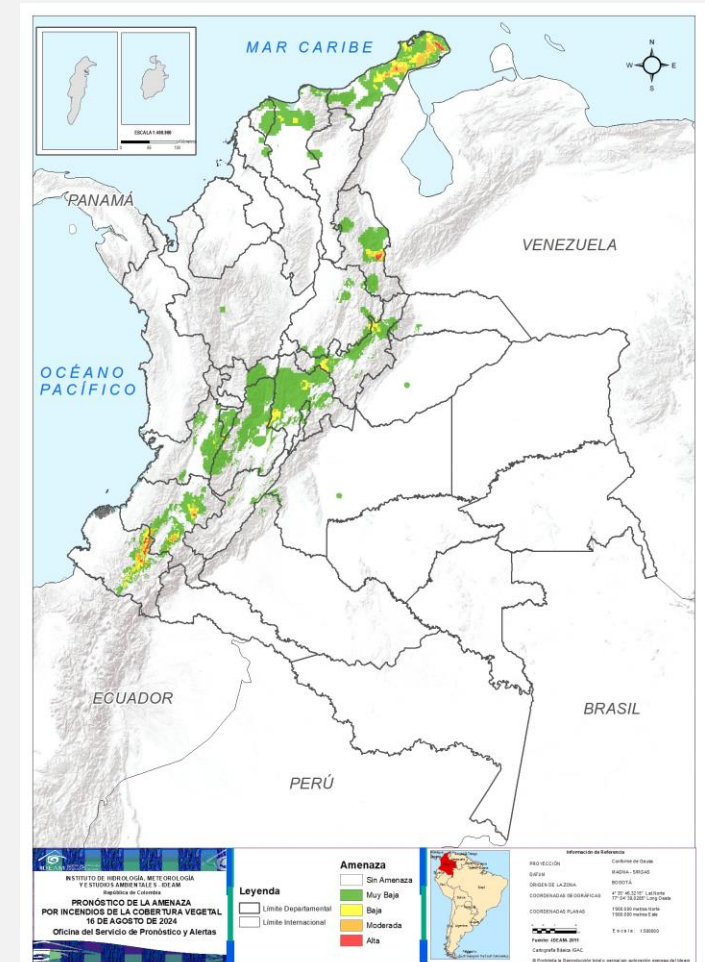 MAR CARIBE
N
W
E
S
ESCALA 1:400.000
PANAMÁ
VENEZUELA
OCÉANO
PACÍFICO
ECUADOR
BRASIL
PERÚ
INSTITUTO DE HIDROLOGÍA, METEOROLOGÍA
Y ESTUDIOS AMBIENTALES - IDEAM
República de Colombia
PRONÓSTICO DE LA AMENAZA
POR INCENDIOS DE LA COBERTURA VEGETAL
16 DE AGOSTO DE 2024
Oficina del Servicio de Pronóstico y Alertas
Leyenda
Límite Departamental
Límite Internacional
Amenaza
Sin Amenaza
Muy Baja
Baja
Moderada
Alta
Información de Referencia
PROYECCIÓN Conforme de Gauss
DATUM MAGNA - SIRGAS
ORIGEN DE LA ZONA BOGOTÁ
COORDENADAS GEOGRÁFICAS
COORDENADAS PLANAS
1'000.000 metros Norte
1'000.000 metros Este
Escala
Fuente: IDEAM- 2011
Cartografía Básica IGAC